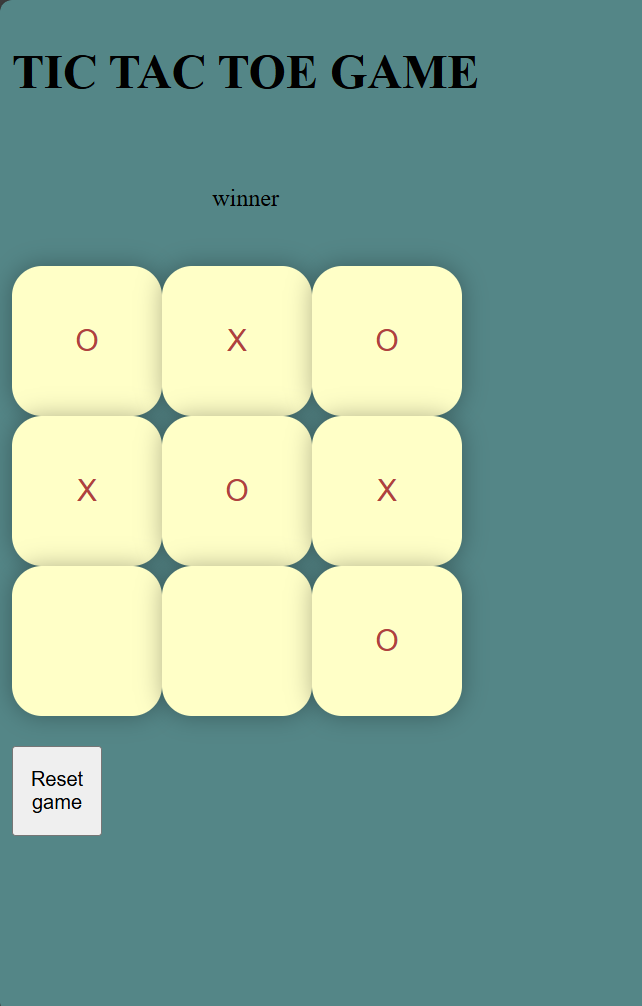 TIC TAC TOE GAME
winner
O X O
X O X
O
Reset
game